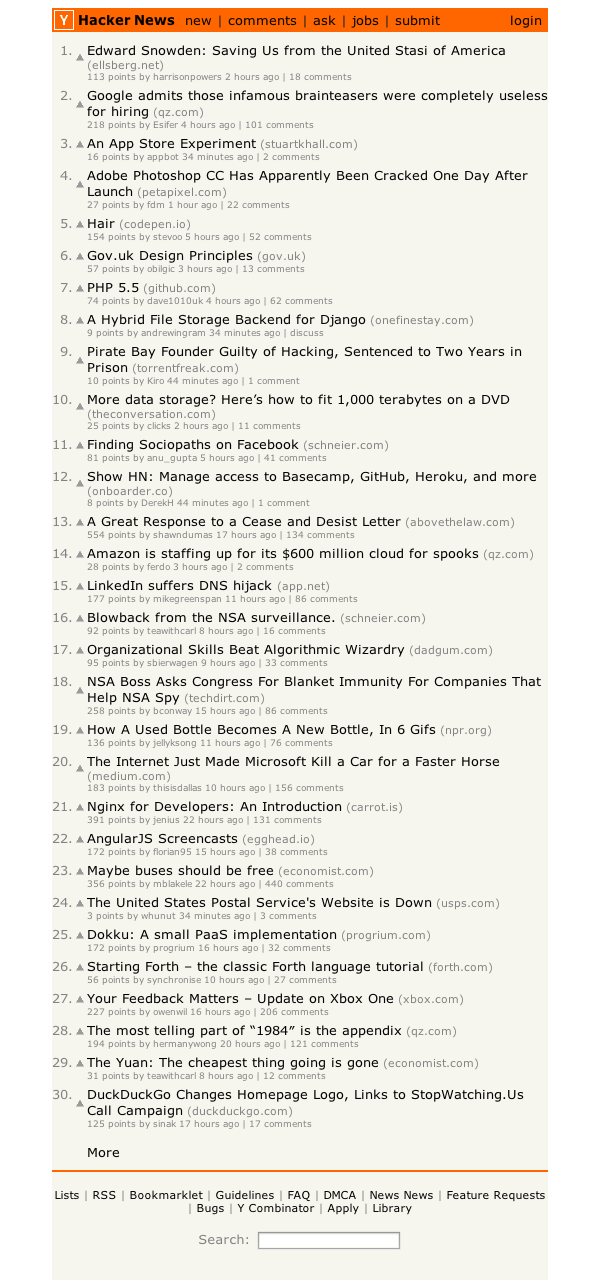 Y Hacker News new | comments | ask | jobs | submit login
1. Edward Snowden: Saving Us from the United Stasi of America
(ellsberg.net)
113 points by harrisonpowers 2 hours ago | 18 comments
2. Google admits those infamous brainteasers were completely useless
for hiring (qz.com)
218 points by Esifer 4 hours ago | 101 comments
3. An App Store Experiment (stuartkhall.com)
16 points by appbot 34 minutes ago | 2 comments
4. Adobe Photoshop CC Has Apparently Been Cracked One Day After
Launch (petapixel.com)
27 points by fdm 1 hour ago | 22 comments
5. Hair (codepen.io)
154 points by stevoo 5 hours ago | 52 comments
6. Gov.uk Design Principles (gov.uk)
57 points by obilgic 3 hours ago | 13 comments
7. PHP 5.5 (github.com)
74 points by dave1010uk 4 hours ago | 62 comments
8. A Hybrid File Storage Backend for Django (onefinestay.com)
9 points by andrewingram 34 minutes ago | discuss
9. Pirate Bay Founder Guilty of Hacking, Sentenced to Two Years in
Prison (torrentfreak.com)
10 points by Kiro 44 minutes ago | 1 comment
10. More data storage? Here’s how to fit 1,000 terabytes on a DVD
(theconversation.com)
25 points by clicks 2 hours ago | 11 comments
11. Finding Sociopaths on Facebook (schneier.com)
81 points by anu_gupta 5 hours ago | 41 comments
12. Show HN: Manage access to Basecamp, GitHub, Heroku, and more
(onboarder.co)
8 points by DerekH 44 minutes ago | 1 comment
13. A Great Response to a Cease and Desist Letter (abovethelaw.com)
554 points by shawndumas 17 hours ago | 134 comments
14. Amazon is staffing up for its $600 million cloud for spooks (qz.com)
28 points by ferdo 3 hours ago | 2 comments
15. LinkedIn suffers DNS hijack (app.net)
177 points by mikegreenspan 11 hours ago | 86 comments
16. Blowback from the NSA surveillance. (schneier.com)
92 points by teawithcarl 8 hours ago | 16 comments
17. Organizational Skills Beat Algorithmic Wizardry (dadgum.com)
95 points by sbierwagen 9 hours ago | 33 comments
18. NSA Boss Asks Congress For Blanket Immunity For Companies That
Help NSA Spy (techdirt.com)
258 points by bconway 15 hours ago | 86 comments
19. How A Used Bottle Becomes A New Bottle, In 6 Gifs (npr.org)
136 points by jellyksong 11 hours ago | 76 comments
20. The Internet Just Made Microsoft Kill a Car for a Faster Horse
(medium.com)
183 points by thisisdallas 10 hours ago | 156 comments
21. Nginx for Developers: An Introduction (carrot.is)
391 points by jenius 22 hours ago | 131 comments
22. AngularJS Screencasts (egghead.io)
172 points by florian95 15 hours ago | 38 comments
23. Maybe buses should be free (economist.com)
356 points by mblakele 22 hours ago | 440 comments
24. The United States Postal Service's Website is Down (usps.com)
3 points by whunut 34 minutes ago | 3 comments
25. Dokku: A small PaaS implementation (progrium.com)
172 points by progrium 16 hours ago | 32 comments
26. Starting Forth – the classic Forth language tutorial (forth.com)
56 points by synchronise 10 hours ago | 27 comments
27. Your Feedback Matters – Update on Xbox One (xbox.com)
227 points by owenwil 16 hours ago | 206 comments
28. The most telling part of “1984” is the appendix (qz.com)
194 points by hermanywong 20 hours ago | 121 comments
29. The Yuan: The cheapest thing going is gone (economist.com)
31 points by teawithcarl 8 hours ago | 12 comments
30. DuckDuckGo Changes Homepage Logo, Links to StopWatching.Us
Call Campaign (duckduckgo.com)
125 points by sinak 17 hours ago | 17 comments
More
Lists | RSS | Bookmarklet | Guidelines | FAQ | DMCA | News News | Feature Requests
| Bugs | Y Combinator | Apply | Library
Search: